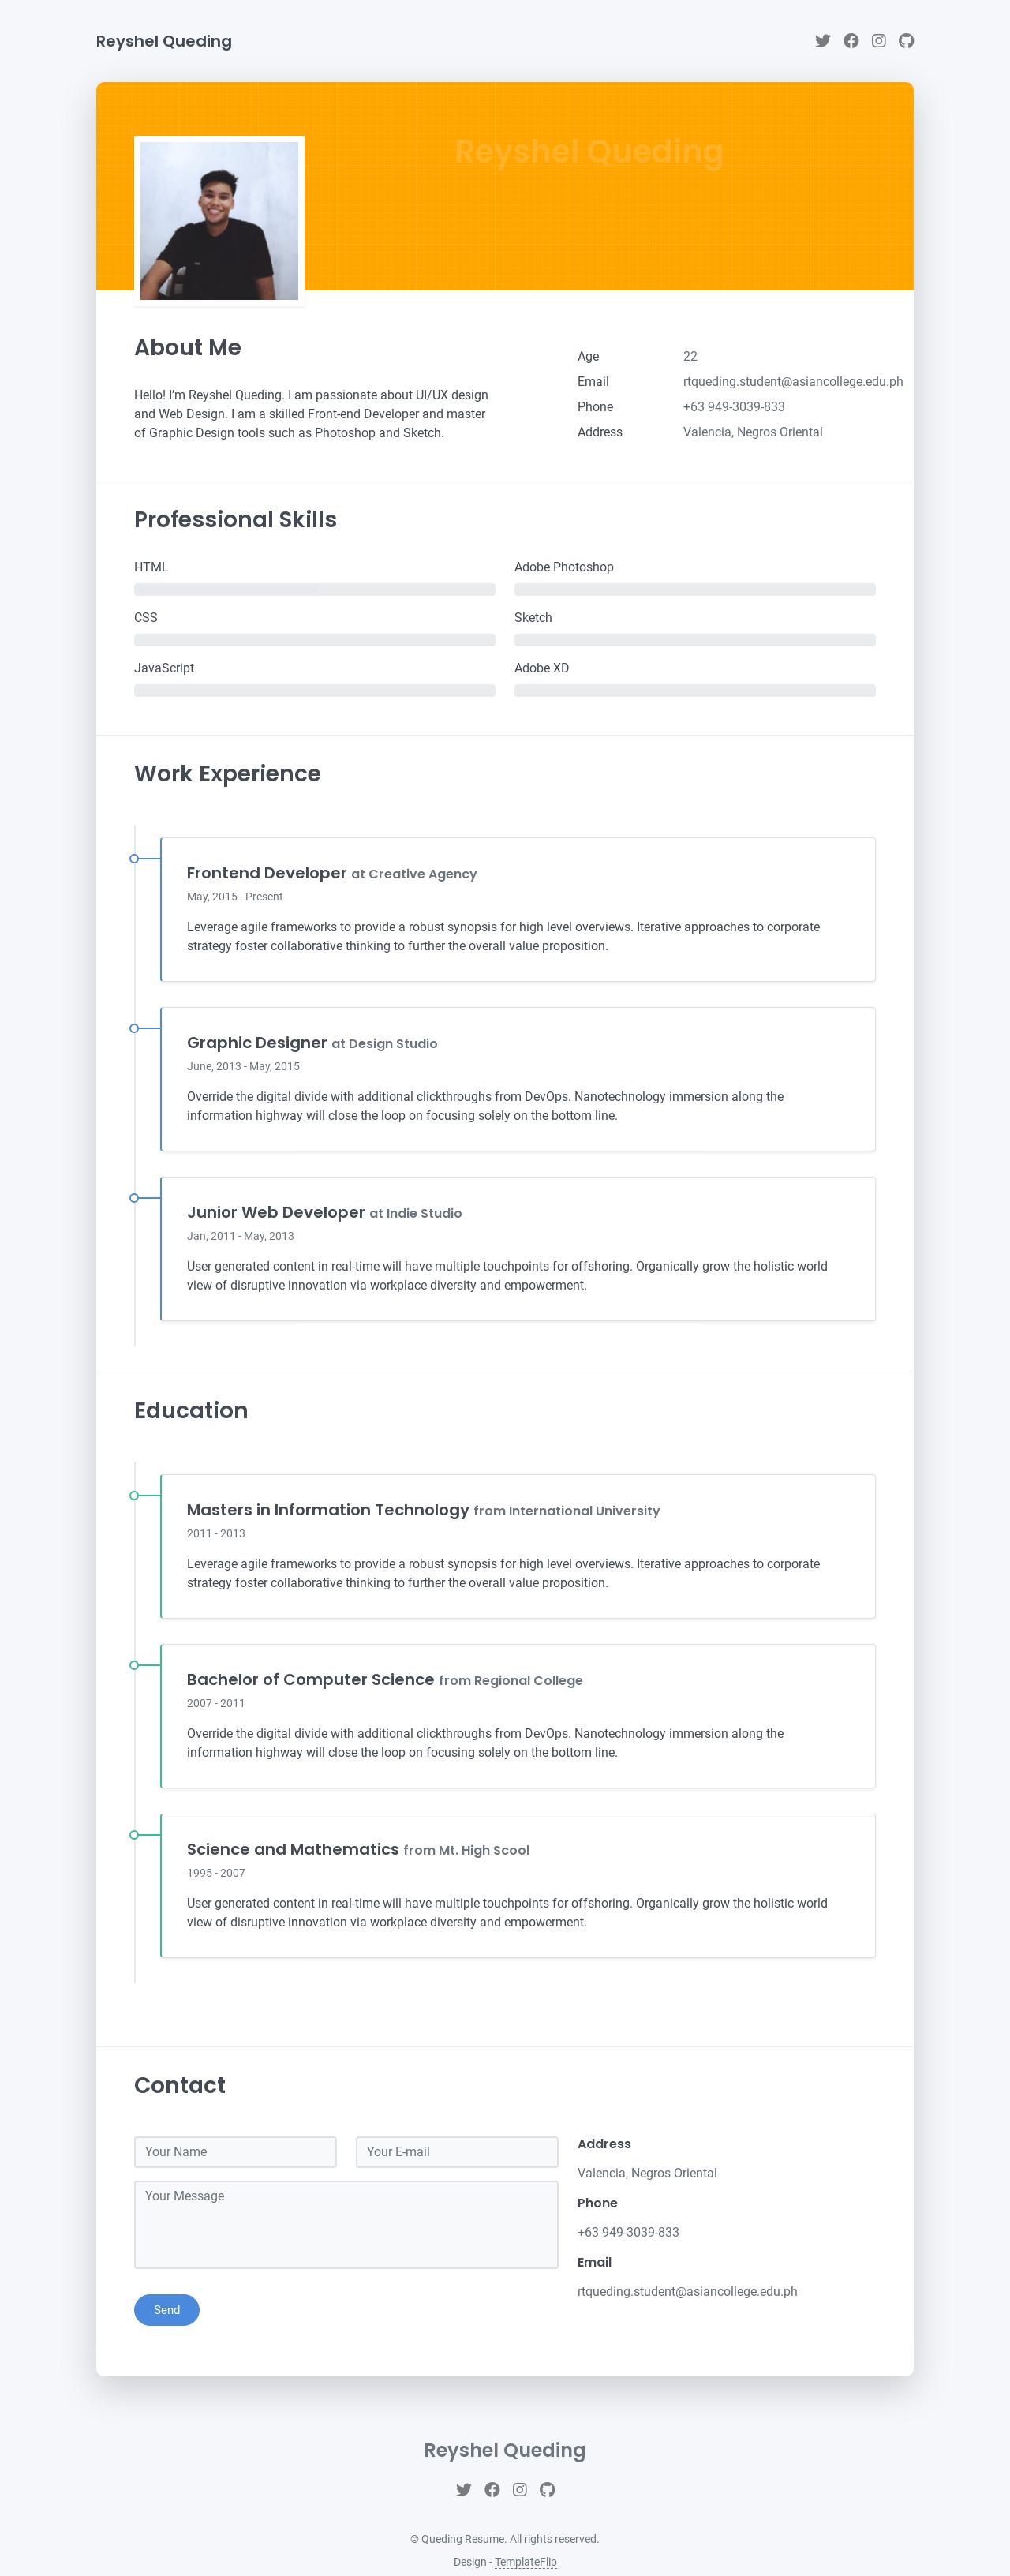 Reyshel Queding
Reyshel Queding
About Me
Hello! I'm Reyshel Queding. I am passionate about UI/UX design
and Web Design. I am a skilled Front-end Developer and master
of Graphic Design tools such as Photoshop and Sketch.
Age 22
Email rtqueding.student@asiancollege.edu.ph
Phone +63 949-3039-833
Address Valencia, Negros Oriental
Professional Skills
HTML
Adobe Photoshop
CSS
Sketch
JavaScript
Adobe XD
Work Experience
Frontend Developer at Creative Agency
May, 2015 - Present
Leverage agile frameworks to provide a robust synopsis for high level overviews. Iterative approaches to corporate
strategy foster collaborative thinking to further the overall value proposition.
Graphic Designer at Design Studio
June, 2013 - May, 2015
Override the digital divide with additional clickthroughs from DevOps. Nanotechnology immersion along the
information highway will close the loop on focusing solely on the bottom line.
Junior Web Developer at Indie Studio
Jan, 2011 - May, 2013
User generated content in real-time will have multiple touchpoints for offshoring. Organically grow the holistic world
view of disruptive innovation via workplace diversity and empowerment.
Education
Masters in Information Technology from International University
2011 - 2013
Leverage agile frameworks to provide a robust synopsis for high level overviews. Iterative approaches to corporate
strategy foster collaborative thinking to further the overall value proposition.
Bachelor of Computer Science from Regional College
2007 - 2011
Override the digital divide with additional clickthroughs from DevOps. Nanotechnology immersion along the
information highway will close the loop on focusing solely on the bottom line.
Science and Mathematics from Mt. High Scool
1995 - 2007
User generated content in real-time will have multiple touchpoints for offshoring. Organically grow the holistic world
view of disruptive innovation via workplace diversity and empowerment.
Contact
Your Name
Your E-mail
Your Message
Send
Address
Valencia, Negros Oriental
Phone
+63 949-3039-833
Email
rtqueding.student@asiancollege.edu.ph
Reyshel Queding
© Queding Resume. All rights reserved.
Design - TemplateFlip